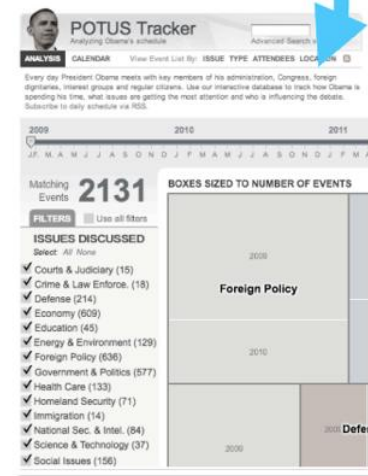 POTUS Tracker
Analyzing Obama's schedule
Advanced Search
ANALYSIS CALENDAR View Event List By: ISSUE TYPE ATTENDEES LOCATION
Every day President Obama meets with key members of his administration, Congress, foreign
dignitaries, interest groups and regular citizens. Use our interactive database to track how Obama is
spending his time, what issues are getting the most attention and who is influencing the debate.
Subscribe to daily schedule via RSS.
2009 2010 2011
J.F. M. A M J J A S O N D J F M A M J J A S O N D J F M A
Matching
Events 2131
BOXES SIZED TO NUMBER OF EVENTS
FILTERS Use all filters
ISSUES DISCUSSED
Select: All None
Courts & Judiciary (15)
Crime & Law Enforce. (18)
Defense (214)
Economy (609)
Education (45)
Energy & Environment (129)
Foreign Policy (636)
Government & Politics (577)
Health Care (133)
Homeland Security (71)
Immigration (14)
National Sec. & Intel. (84)
Science & Technology (37)
Social Issues (156)
2009
Foreign Policy
2010
2009 Defe
2009